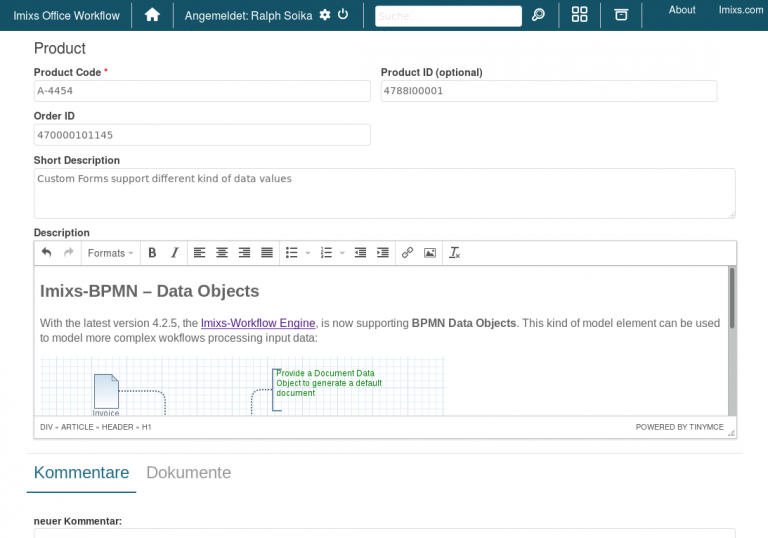 Imixs Office Workflow
Angemeldet: Ralph Soika
Suche...
About
Imixs.com
Product
Product Code *
Product ID (optional)
A-4454
4788I00001
Order ID
470000101145
Short Description
Custom Forms support different kind of data values
Description
Formats
Imixs-BPMN – Data Objects
With the latest version 4.2.5, the Imixs-Workflow Engine, is now supporting BPMN Data Objects. This kind of model element can be used
to model more complex wokflows processing input data:
Provide a Document Data
Object to generate a default
document
Invoice
DIV » ARTICLE » HEADER » H1
POWERED BY TINYMCE
Kommentare
Dokumente
neuer Kommentar: